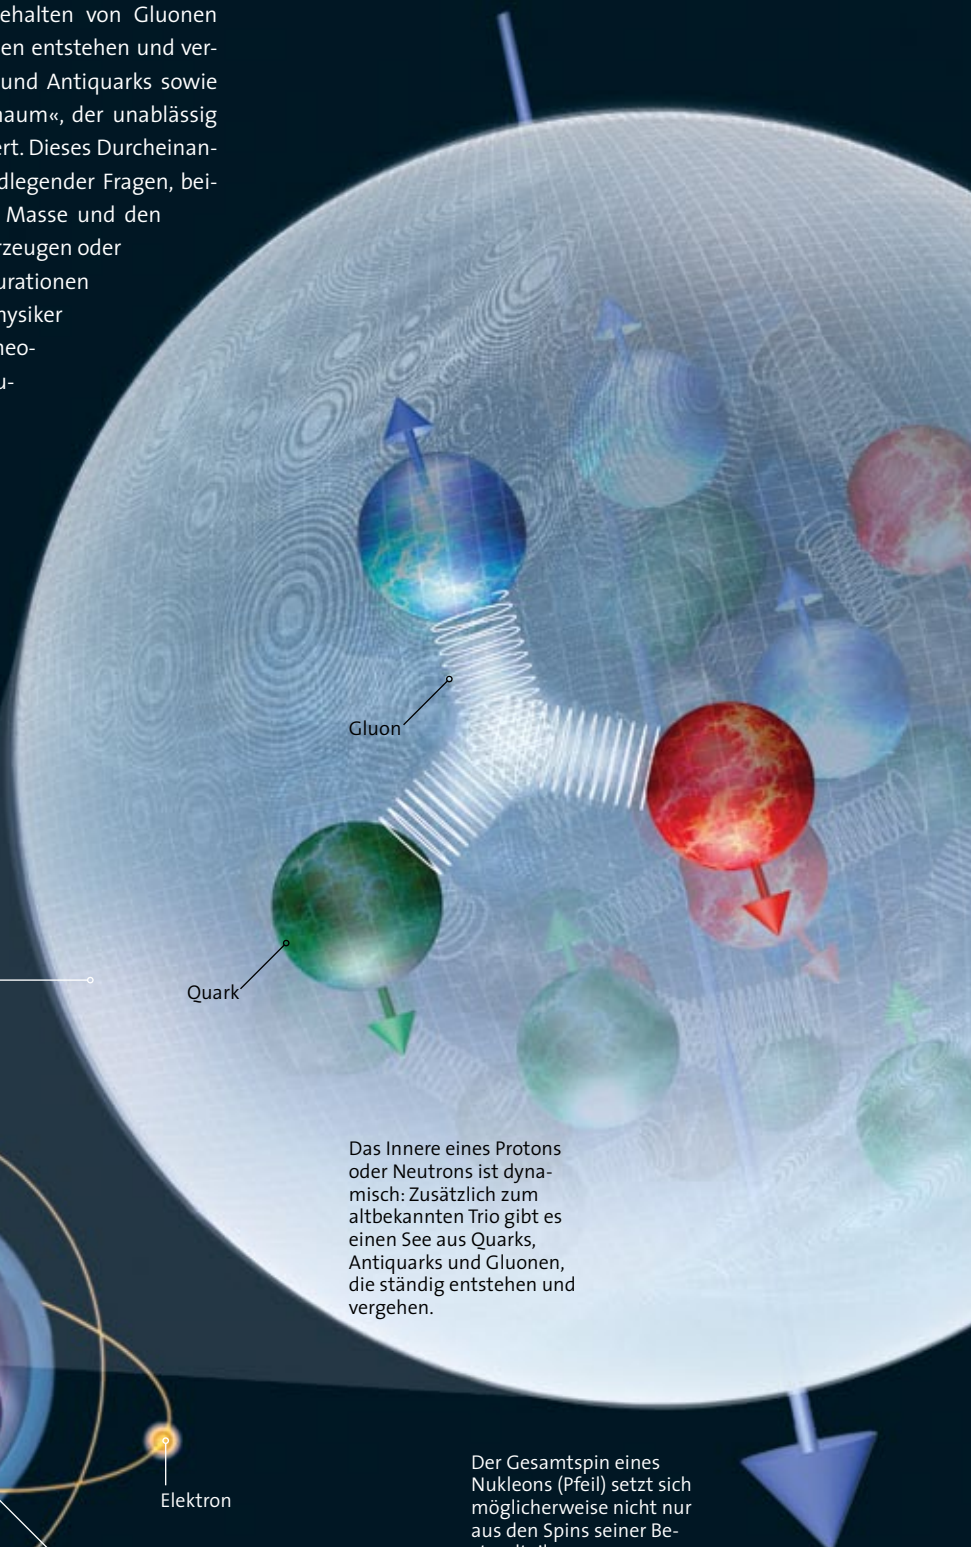 ehalten von Gluonen
en entstehen und ver-
und Antiquarks sowie
aum«, der unablässig
ert. Dieses Durcheinan-
dlegender Fragen, bei-
Masse und den
rzeugen oder
urationen
hysiker
neo-
u-
Gluon
Quark
Das Innere eines Protons
oder Neutrons ist dyna-
misch: Zusätzlich zum
altbekannten Trio gibt es
einen See aus Quarks,
Antiquarks und Gluonen,
die ständig entstehen und
vergehen.
Elektron
Der Gesamtspin eines
Nukleons (Pfeil) setzt sich
möglicherweise nicht nur
aus den Spins seiner Be-